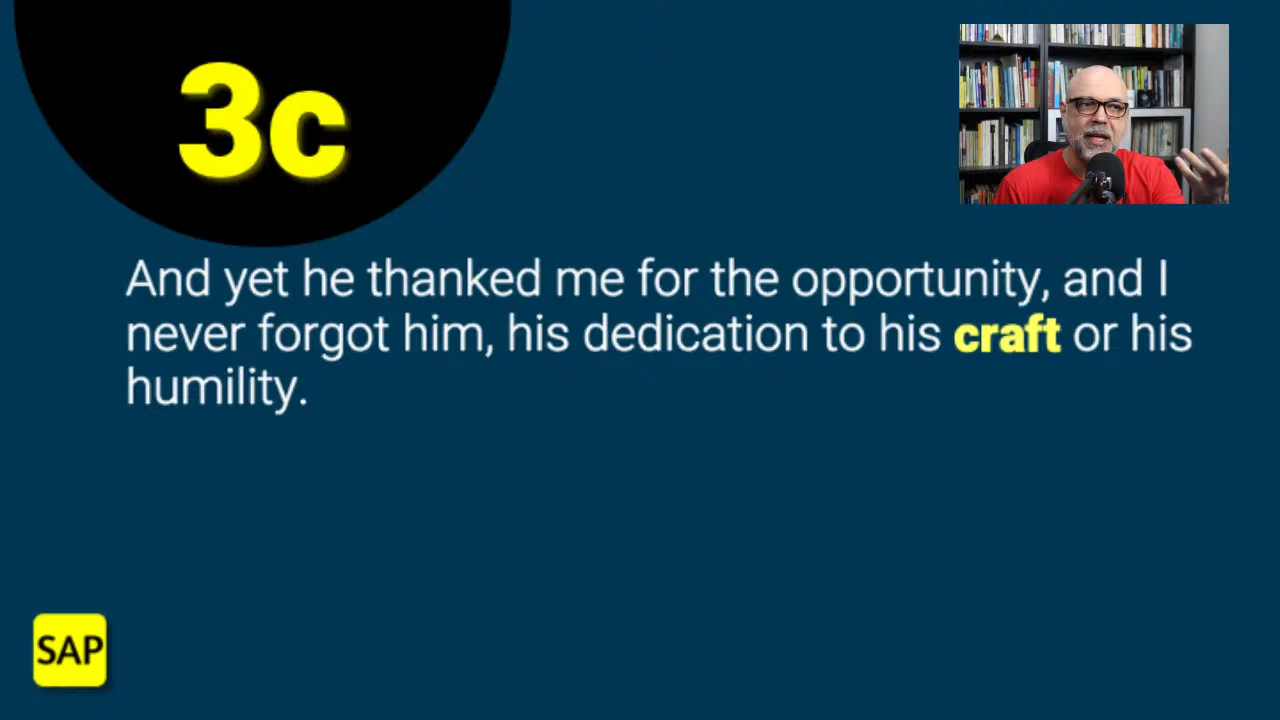 3c
And yet he thanked me for the opportunity, and I
never forgot him, his dedication to his craft or his
humility.
SAP